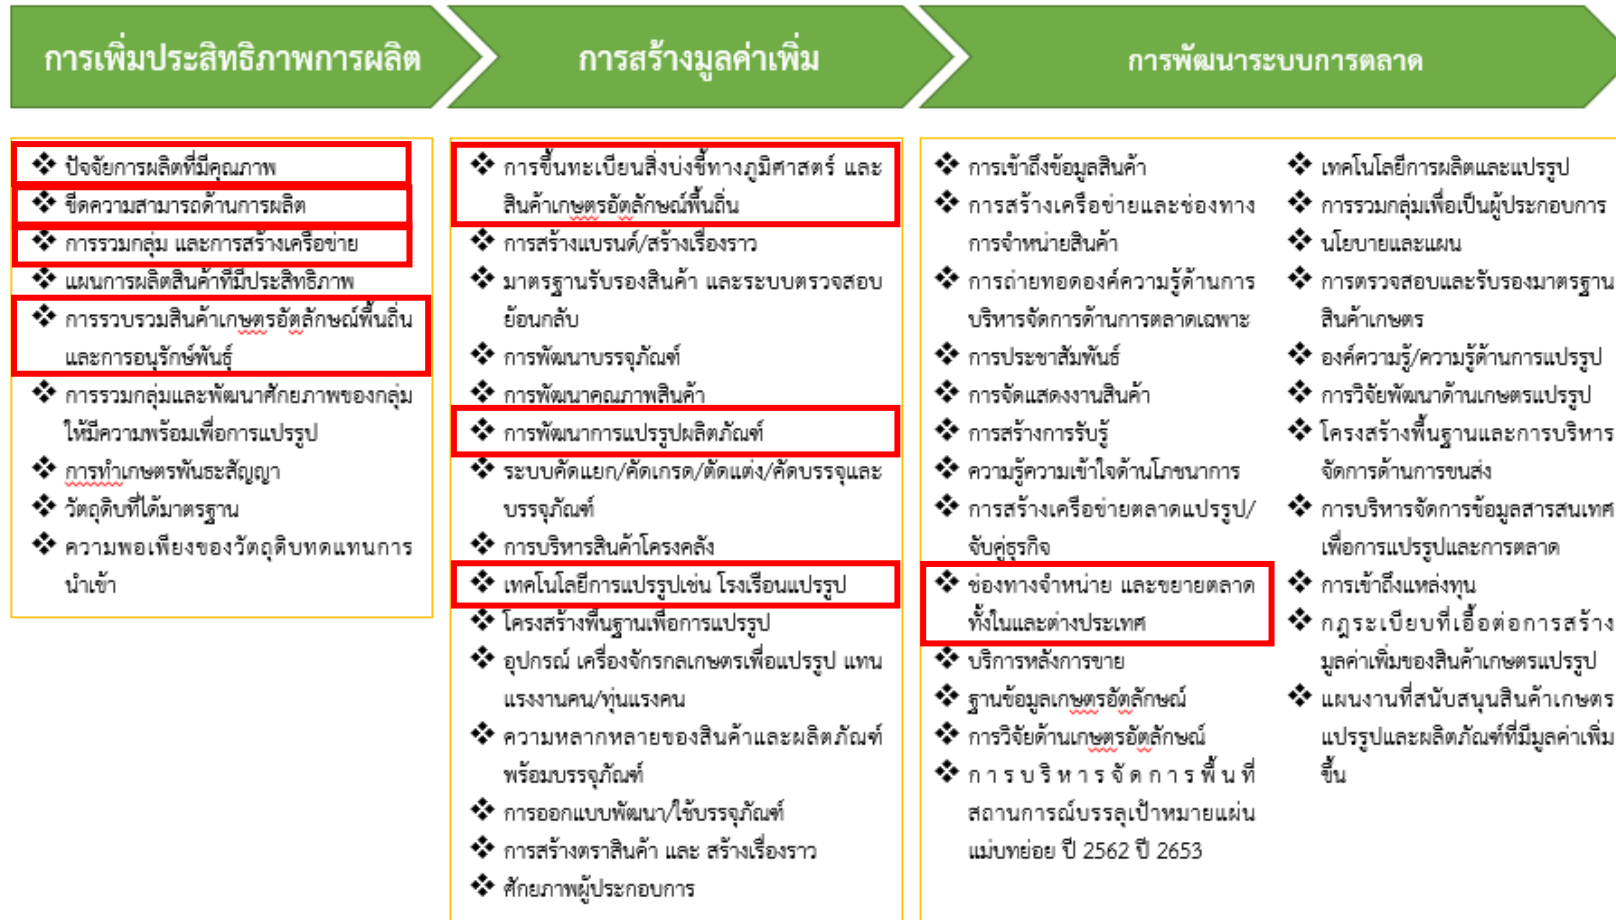 การเพิ่มประสิทธิภาพการผลิต
การสร้างมูลค่าเพิ่ม
การพัฒนาระบบการตลาด
❖ ปัจจัยการผลิตที่มีคุณภาพ
❖ ขีดความสามารถด้านการผลิต
❖ การรวมกลุ่ม และการสร้างเครือข่าย
❖ แผนการผลิตสินค้าที่มีประสิทธิภาพ
❖ การรวบรวมสินค้าเกษตรอัตลักษณ์พื้นถิ่น
และการอนุรักษ์พันธุ์
❖ การรวมกลุ่มและพัฒนาศักยภาพของกลุ่ม
ให้มีความพร้อมเพื่อการแปรรูป
❖ การทำเกษตรพันธะสัญญา
❖ วัตถุดิบที่ได้มาตรฐาน
❖ ความพอเพียงของวัตถุดิบทดแทนการ
นำเข้า
❖ การขึ้นทะเบียนสิ่งบ่งชี้ทางภูมิศาสตร์ และ
สินค้าเกษตรอัตลักษณ์พื้นถิ่น
❖ การสร้างแบรนด์/สร้างเรื่องราว
❖ มาตรฐานรับรองสินค้า และระบบตรวจสอบ
ย้อนกลับ
❖ การพัฒนาบรรจุภัณฑ์
❖ การพัฒนาคุณภาพสินค้า
❖ การพัฒนาการแปรรูปผลิตภัณฑ์
❖ ระบบคัดแยก/คัดเกรด/ตัดแต่ง/คัดบรรจุและ
บรรจุภัณฑ์
❖ การบริหารสินค้าโครงคลัง
❖ เทคโนโลยีการแปรรูปเช่น โรงเรือนแปรรูป
❖ โครงสร้างพื้นฐานเพื่อการแปรรูป
❖ อุปกรณ์ เครื่องจักรกลเกษตรเพื่อแปรรูป แทน
แรงงานคน/ทุ่นแรงคน
❖ ความหลากหลายของสินค้าและผลิตภัณฑ์
พร้อมบรรจุภัณฑ์
❖ การออกแบบพัฒนา/ใช้บรรจุภัณฑ์
❖ การสร้างตราสินค้า และ สร้างเรื่องราว
❖ ศักยภาพผู้ประกอบการ
❖ การเข้าถึงข้อมูลสินค้า
❖ การสร้างเครือข่ายและช่องทาง
การจำหน่ายสินค้า
❖ การถ่ายทอดองค์ความรู้ด้านการ
บริหารจัดการด้านการตลาดเฉพาะ
❖ การประชาสัมพันธ์
❖ การจัดแสดงงานสินค้า
❖ การสร้างการรับรู้
❖ ความรู้ความเข้าใจด้านโภชนาการ
❖ การสร้างเครือข่ายตลาดแปรรูป/
จับคู่ธุรกิจ
❖ ช่องทางจำหน่าย และขยายตลาด
ทั้งในและต่างประเทศ
❖ บริการหลังการขาย
❖ ฐานข้อมูลเกษตรอัตลักษณ์
❖ การวิจัยด้านเกษตรอัตลักษณ์
❖ การบริหารจัดการพื้นที่
สถานการณ์บรรลุเป้าหมายแผ่น
แม่บทย่อย ปี 2562 ปี 2653
❖ เทคโนโลยีการผลิตและแปรรูป
❖ การรวมกลุ่มเพื่อเป็นผู้ประกอบการ
❖ นโยบายและแผน
❖ การตรวจสอบและรับรองมาตรฐาน
สินค้าเกษตร
❖ องค์ความรู้/ความรู้ด้านการแปรรูป
❖ การวิจัยพัฒนาด้านเกษตรแปรรูป
❖ โครงสร้างพื้นฐานและการบริหาร
จัดการด้านการขนส่ง
❖ การบริหารจัดการข้อมูลสารสนเทศ
เพื่อการแปรรูปและการตลาด
❖ การเข้าถึงแหล่งทุน
❖ กฎระเบียบที่เอื้อต่อการสร้าง
มูลค่าเพิ่มของสินค้าเกษตรแปรรูป
❖ แผนงานที่สนับสนุนสินค้าเกษตร
แปรรูปและผลิตภัณฑ์ที่มีมูลค่าเพิ่ม
ขึ้น